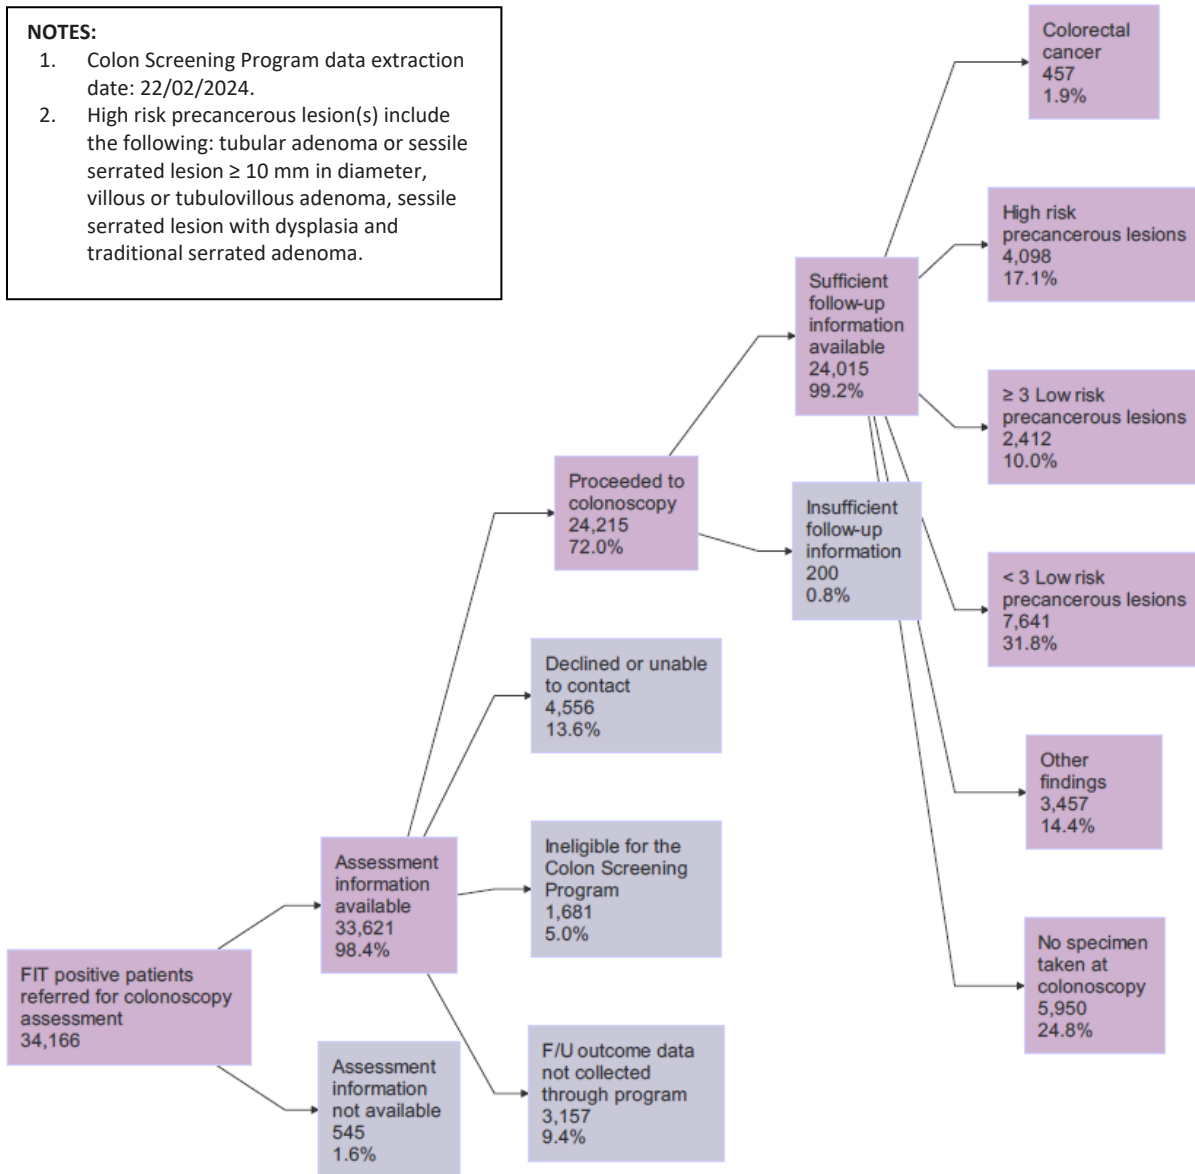 NOTES:
1. Colon Screening Program data extraction
date: 22/02/2024.
2. High risk precancerous lesion(s) include
the following: tubular adenoma or sessile
serrated lesion ≥ 10 mm in diameter,
villous or tubulovillous adenoma, sessile
serrated lesion with dysplasia and
traditional serrated adenoma.
FIT positive patients
referred for colonoscopy
assessment
34,166
Assessment
information
available
33,621
98.4%
Assessment
information
not available
545
1.6%
Proceeded to
colonoscopy
24,215
72.0%
Declined or unable
to contact
4,556
13.6%
Ineligible for the
Colon Screening
Program
1,681
5.0%
F/U outcome data
not collected
through program
3,157
9.4%
Sufficient
follow-up
information
available
24,015
99.2%
Insufficient
follow-up
information
200
0.8%
Colorectal
cancer
457
1.9%
High risk
precancerous lesions
4,098
17.1%
≥ 3 Low risk
precancerous lesions
2,412
10.0%
< 3 Low risk
precancerous lesions
7,641
31.8%
Other
findings
3,457
14.4%
No specimen
taken at
colonoscopy
5,950
24.8%